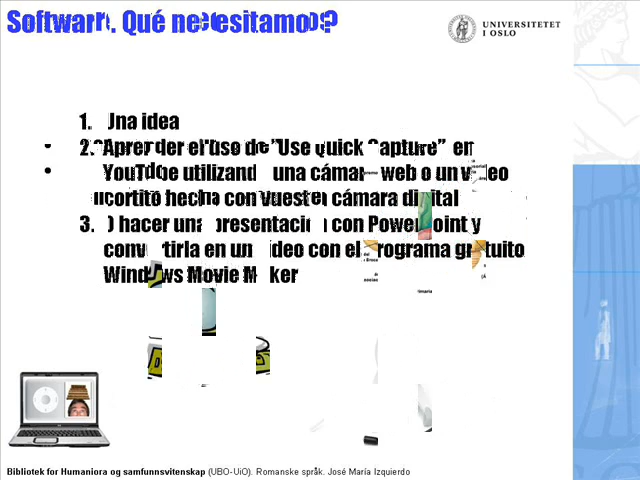 Software. Qué necesitamos?
UNIVERSITETET
I OSLO
1. Una idea
2. Aprender el uso de "Use Quick Capture" en
YouTube utilizando una cámara web o un video
cortito hecho con vuestra cámara digital
3. O hacer una presentación con PowerPoint y
convertirla en un video con el programa gratuito
Windows Movie Maker
Bibliotek for Humaniora og samfunnsvitenskap (UBO-UiO). Romanske språk. José María Izquierdo